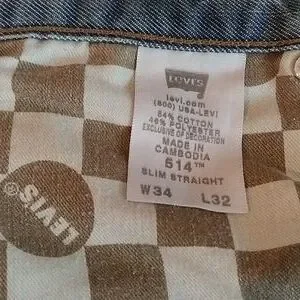 LEVI'S
levi.com
(800) USA-LEVI
54% COTTON
46% POLYESTER
EXCLUSIVE OF DECORATION
MADE IN
CAMBODIA
514™
SLIM STRAIGHT
W34 L32
LEVI'S®